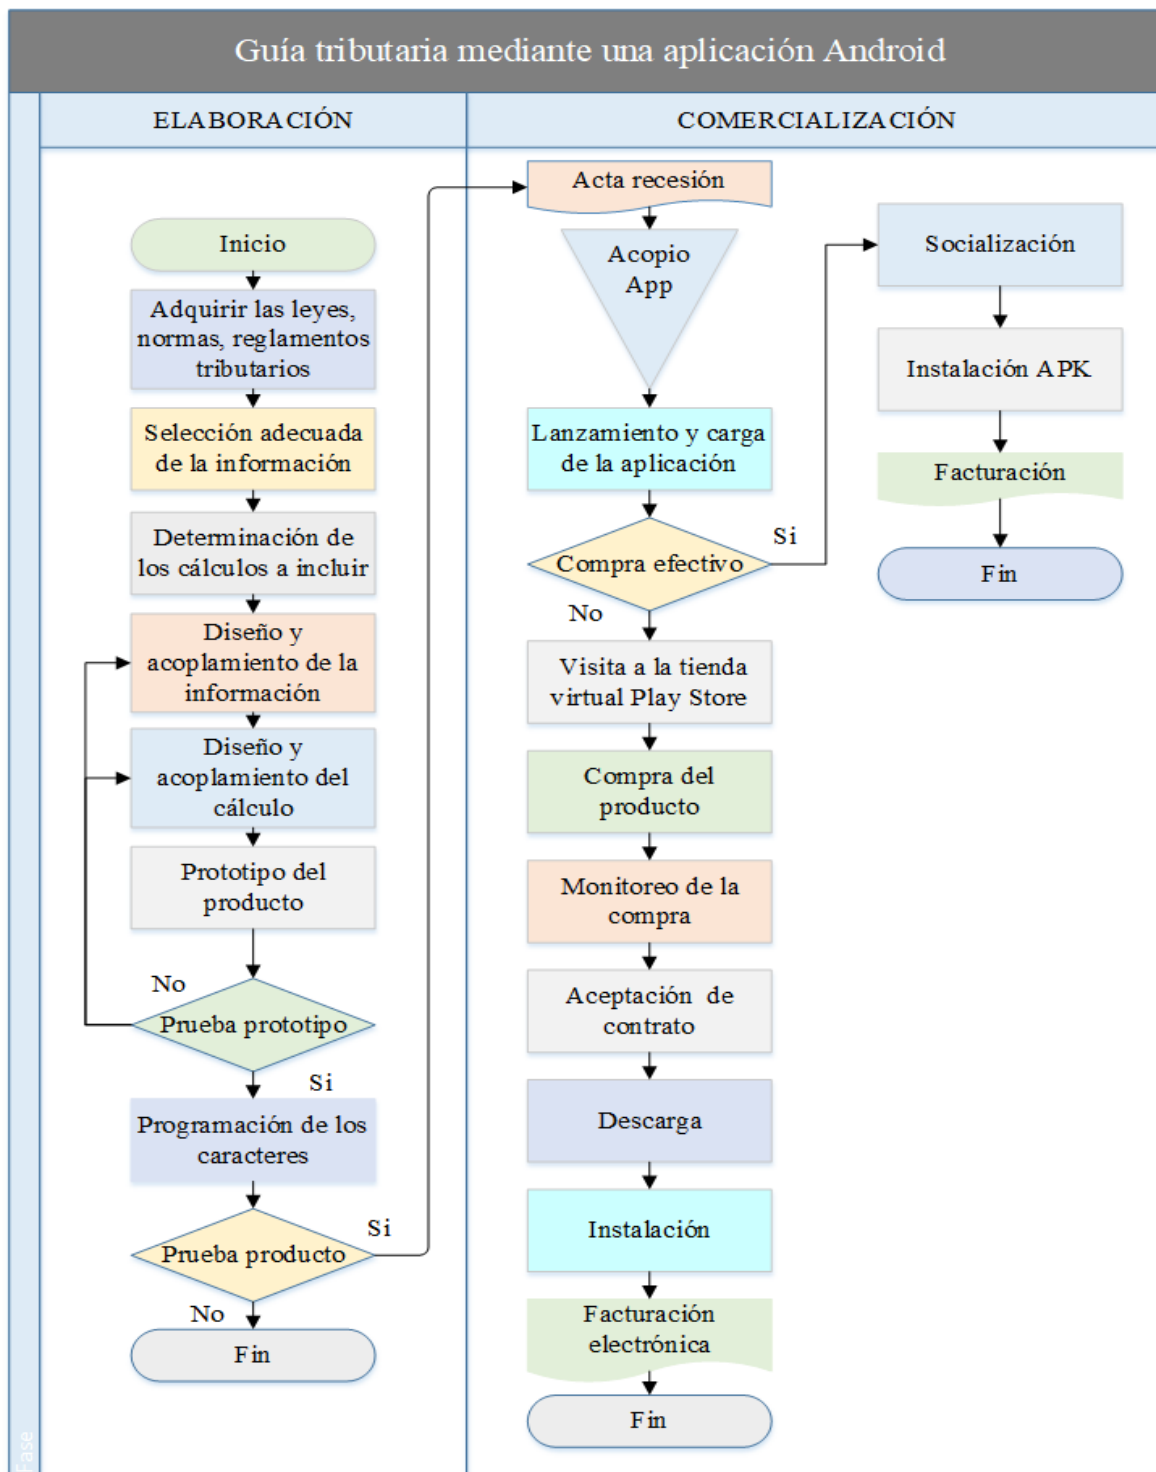 Guía tributaria mediante una aplicación Android
ELABORACIÓN
COMERCIALIZACIÓN
Inicio
Adquirir las leyes,
normas, reglamentos
tributarios
Selección adecuada
de la información
Determinación de
los cálculos a incluir
Diseño y
acoplamiento de la
información
Diseño y
acoplamiento del
cálculo
Prototipo del
producto
No
Prueba prototipo
Si
Programación de los
caracteres
Si
Prueba producto
No
Fin
Acta recesión
Acopio
App
Lanzamiento y carga
de la aplicación
Si
Compra efectivo
No
Visita a la tienda
virtual Play Store
Compra del
producto
Monitoreo de la
compra
Aceptación de
contrato
Descarga
Instalación
Facturación
electrónica
Fin
Socialización
Instalación APK
Facturación
Fin
Fase